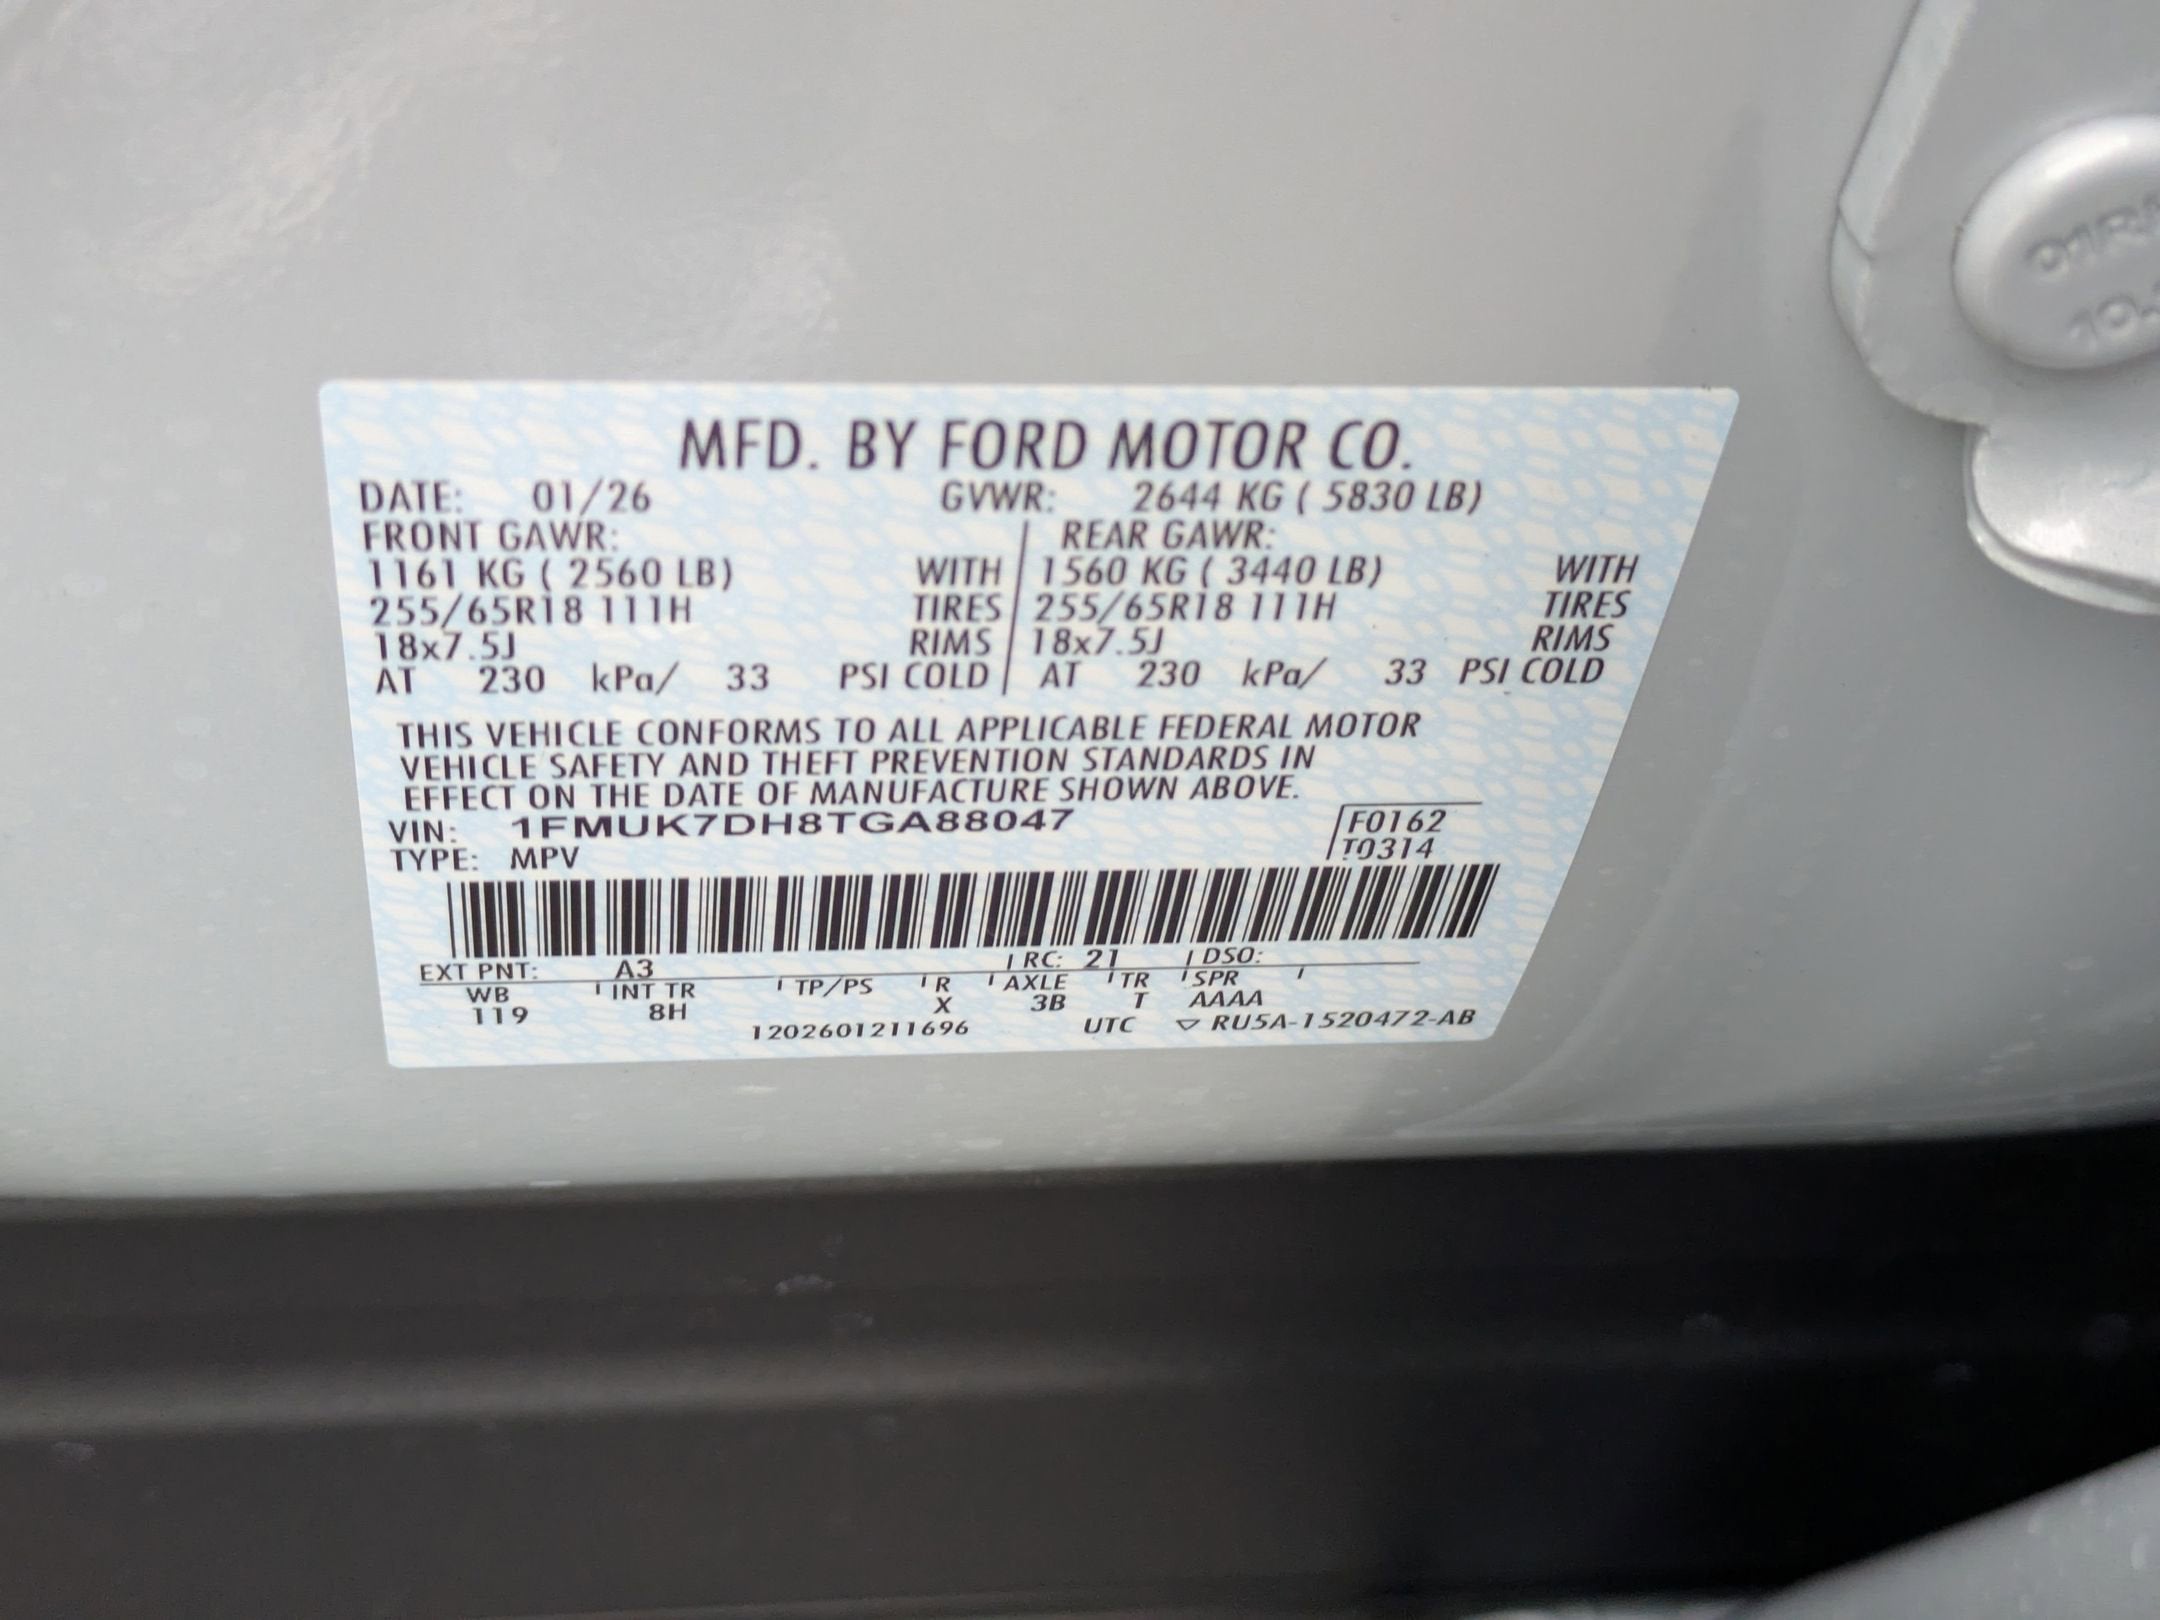 MFD. BY FORD MOTOR CO.
DATE: 01/26 GVWR: 2644 KG ( 5830 LB)
FRONT GAWR: REAR GAWR:
1161 KG ( 2560 LB) WITH 1560 KG ( 3440 LB) WITH
255/65R18 111H TIRES 255/65R18 111H TIRES
18x7.5J RIMS 18x7.5J RIMS
AT 230 kPa/ 33 PSI COLD AT 230 kPa/ 33 PSI COLD
THIS VEHICLE CONFORMS TO ALL APPLICABLE FEDERAL MOTOR
VEHICLE SAFETY AND THEFT PREVENTION STANDARDS IN
EFFECT ON THE DATE OF MANUFACTURE SHOWN ABOVE.
VIN: 1FMUK7DH8TGA88047 F0162
TYPE: MPV T0314
EXT PNT: A3 RC: 21 DSO:
WB INT TR TP/PS R AXLE TR SPR
119 8H X 3B T AAAA
1202601211696 UTC ▽ RU5A-1520472-AB